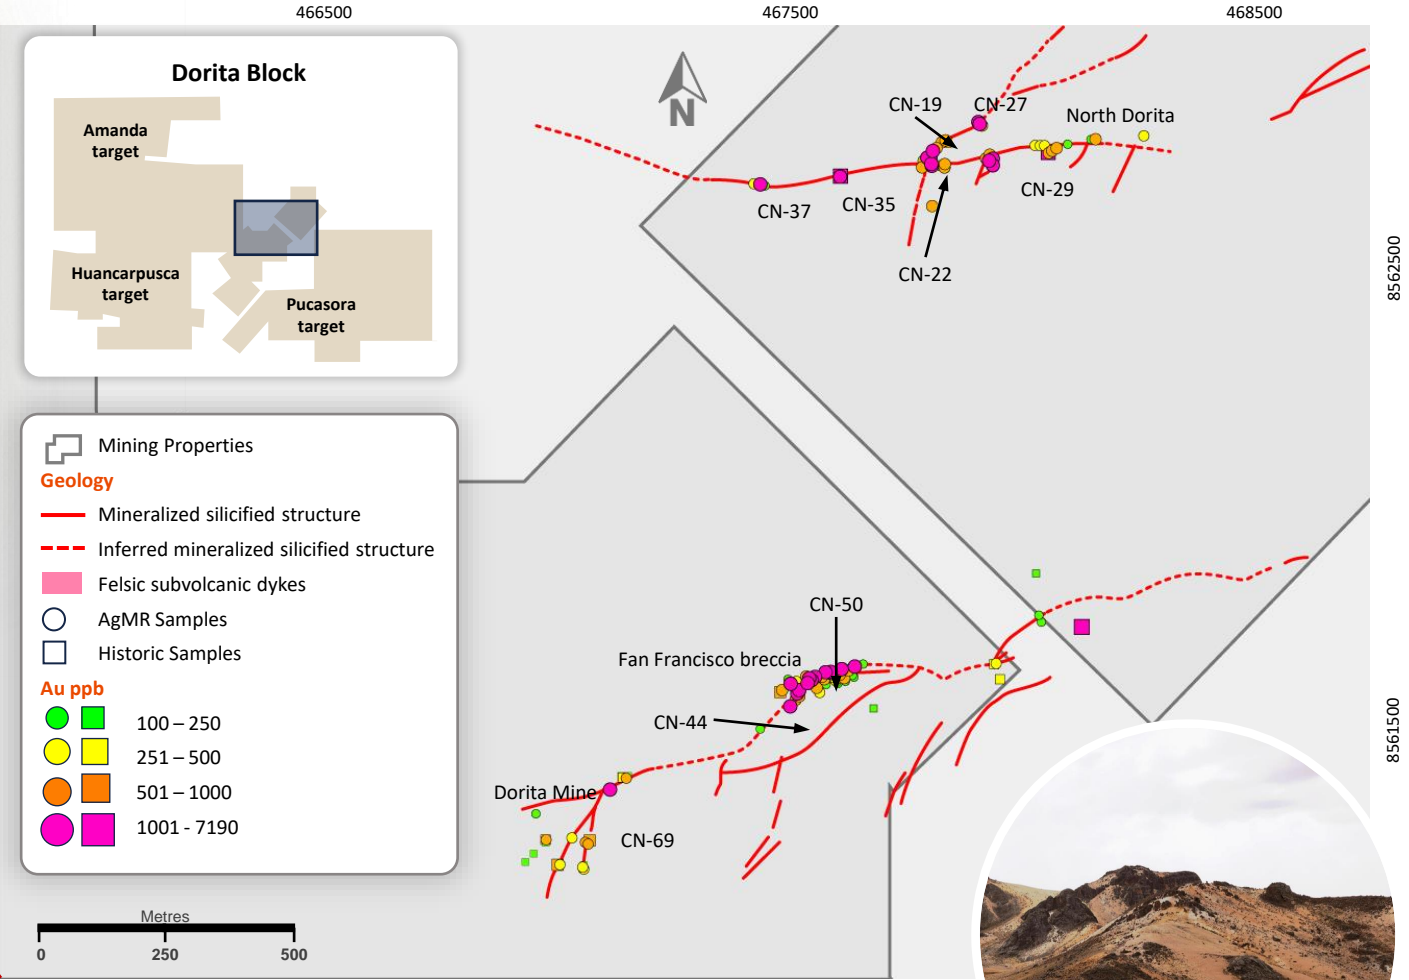 466500
467500
468500
Dorita Block
Amanda
target
Huancarpusca
target
Pucasora
target
N
CN-19
CN-27
North Dorita
CN-37
CN-35
CN-29
CN-22
8562500
Mining Properties
Geology
Mineralized silicified structure
Inferred mineralized silicified structure
Felsic subvolcanic dykes
AgMR Samples
Historic Samples
Au ppb
100 – 250
251 – 500
501 – 1000
1001 - 7190
CN-50
Fan Francisco breccia
CN-44
Dorita Mine
CN-69
8561500
Metres
0
250
500